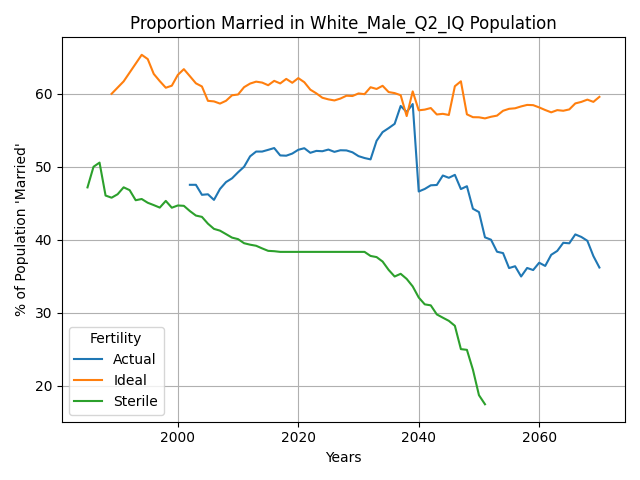 Proportion Married in White_Male_Q2_IQ Population
% of Population 'Married'
60
50
40
30
20
Fertility
Actual
Ideal
Sterile
2000 2020 2040 2060
Years